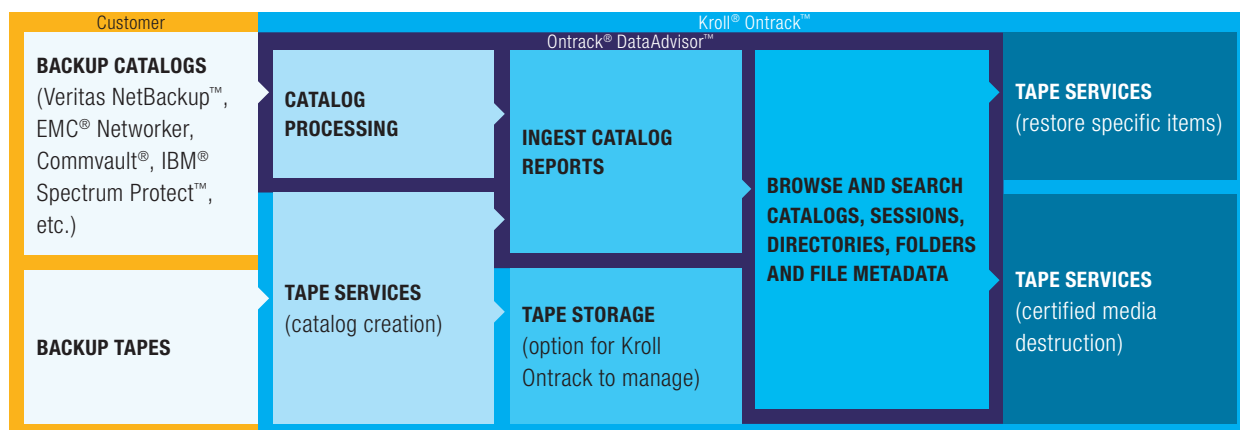 Customer
Kroll® Ontrack™
Ontrack® DataAdvisor™
BACKUP CATALOGS
(Veritas NetBackup™,
EMC® Networker,
Commvault®, IBM®
Spectrum Protect™,
etc.)
BACKUP TAPES
CATALOG
PROCESSING
TAPE SERVICES
(catalog creation)
INGEST CATALOG
REPORTS
TAPE STORAGE
(option for Kroll
Ontrack to manage)
BROWSE AND SEARCH
CATALOGS, SESSIONS,
DIRECTORIES, FOLDERS
AND FILE METADATA
TAPE SERVICES
(restore specific items)
TAPE SERVICES
(certified media
destruction)